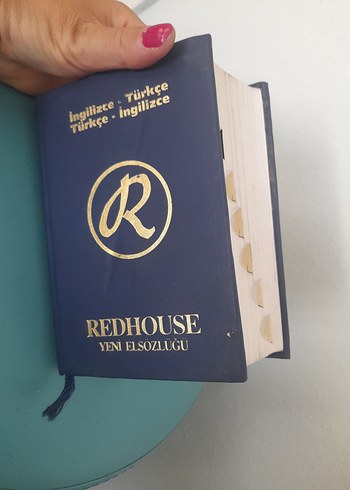 İngilizce - Türkçe
Türkçe - İngilizce
R
REDHOUSE
YENİ ELSÖZLÜĞÜ